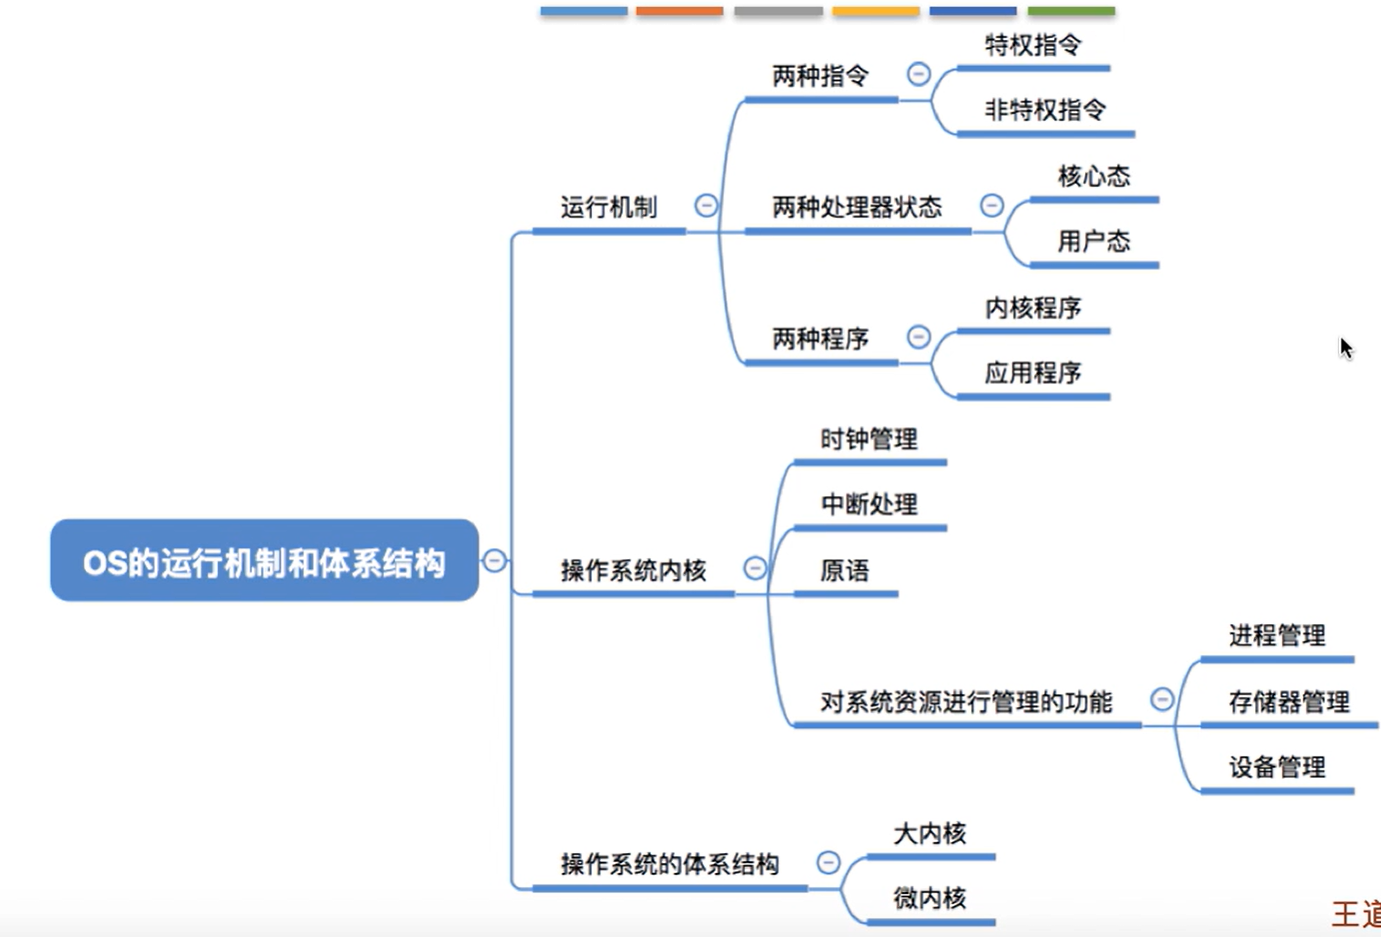 特权指令
两种指令
非特权指令
核心态
运行机制
两种处理器状态
用户态
内核程序
两种程序
应用程序
时钟管理
中断处理
OS的运行机制和体系结构
操作系统内核
原语
进程管理
对系统资源进行管理的功能
存储器管理
设备管理
大内核
操作系统的体系结构
微内核
王道